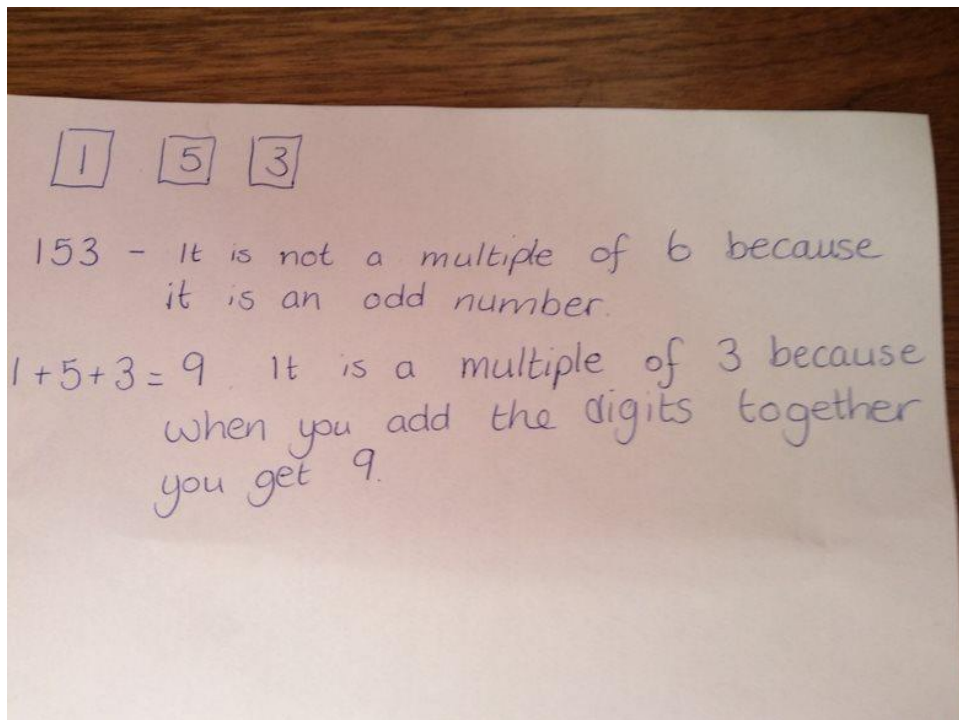 1 5 3
153 - It is not a multiple of 6 because
it is an odd number.
1+5+3=9. It is a multiple of 3 because
when you add the digits together
you get 9.